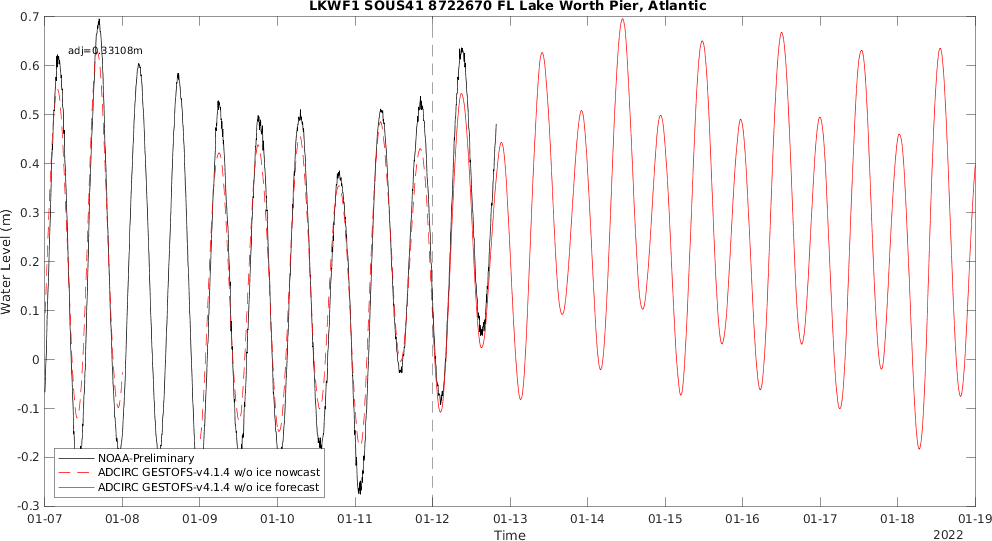 LKWF1 SOUS41 8722670 FL Lake Worth Pier, Atlantic
adj=0.33108m
0.7
0.6
0.5
0.4
0.3
0.2
0.1
0
-0.1
-0.2
-0.3
Water Level (m)
NOAA-Preliminary
ADCIRC GESTOFS-v4.1.4 w/o ice nowcast
ADCIRC GESTOFS-v4.1.4 w/o ice forecast
01-07 01-08 01-09 01-10 01-11 01-12 01-13 01-14 01-15 01-16 01-17 01-18 01-19
Time
2022